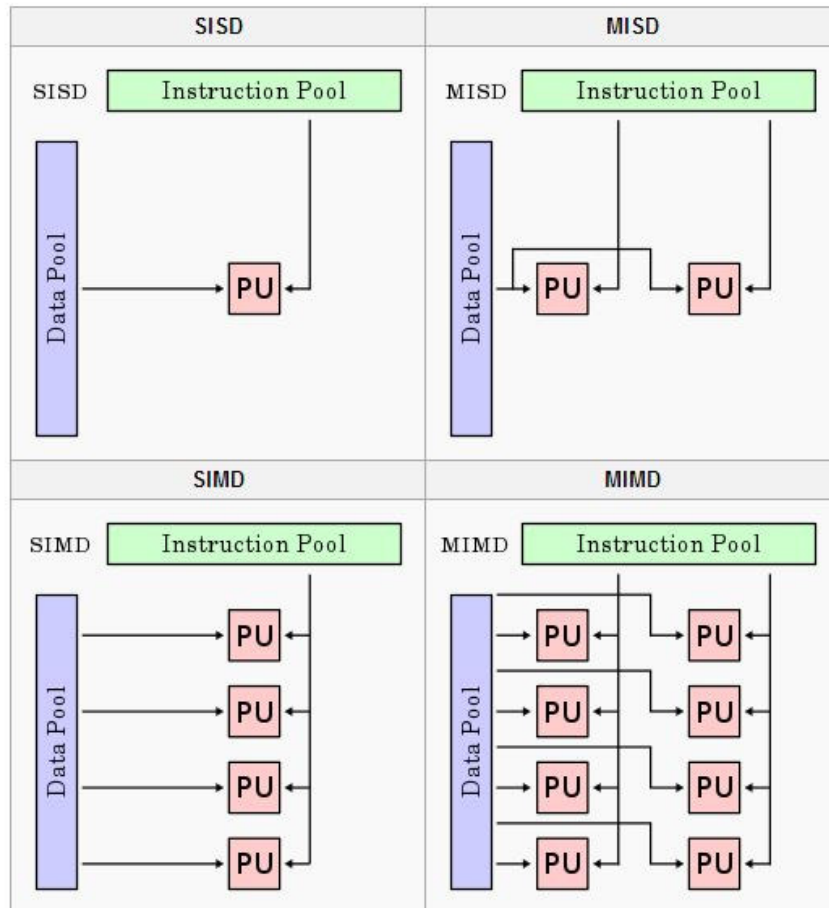 SISD
MISD
SISD
Instruction Pool
Data Pool
PU
MISD
Instruction Pool
Data Pool
PU
PU
SIMD
MIMD
SIMD
Instruction Pool
Data Pool
PU
PU
PU
PU
MIMD
Instruction Pool
Data Pool
PU
PU
PU
PU
PU
PU
PU
PU